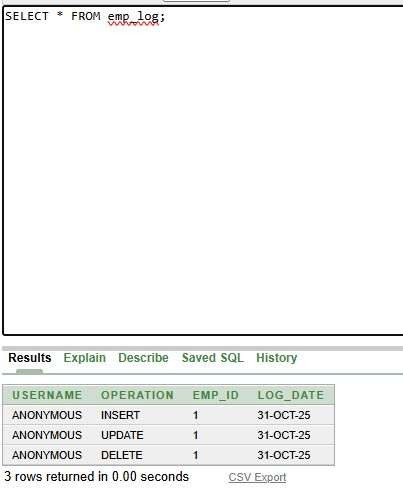 SELECT * FROM emp_log;
Results Explain Describe Saved SQL History
USERNAME OPERATION EMP_ID LOG_DATE
ANONYMOUS INSERT 1 31-OCT-25
ANONYMOUS UPDATE 1 31-OCT-25
ANONYMOUS DELETE 1 31-OCT-25
3 rows returned in 0.00 seconds CSV Export